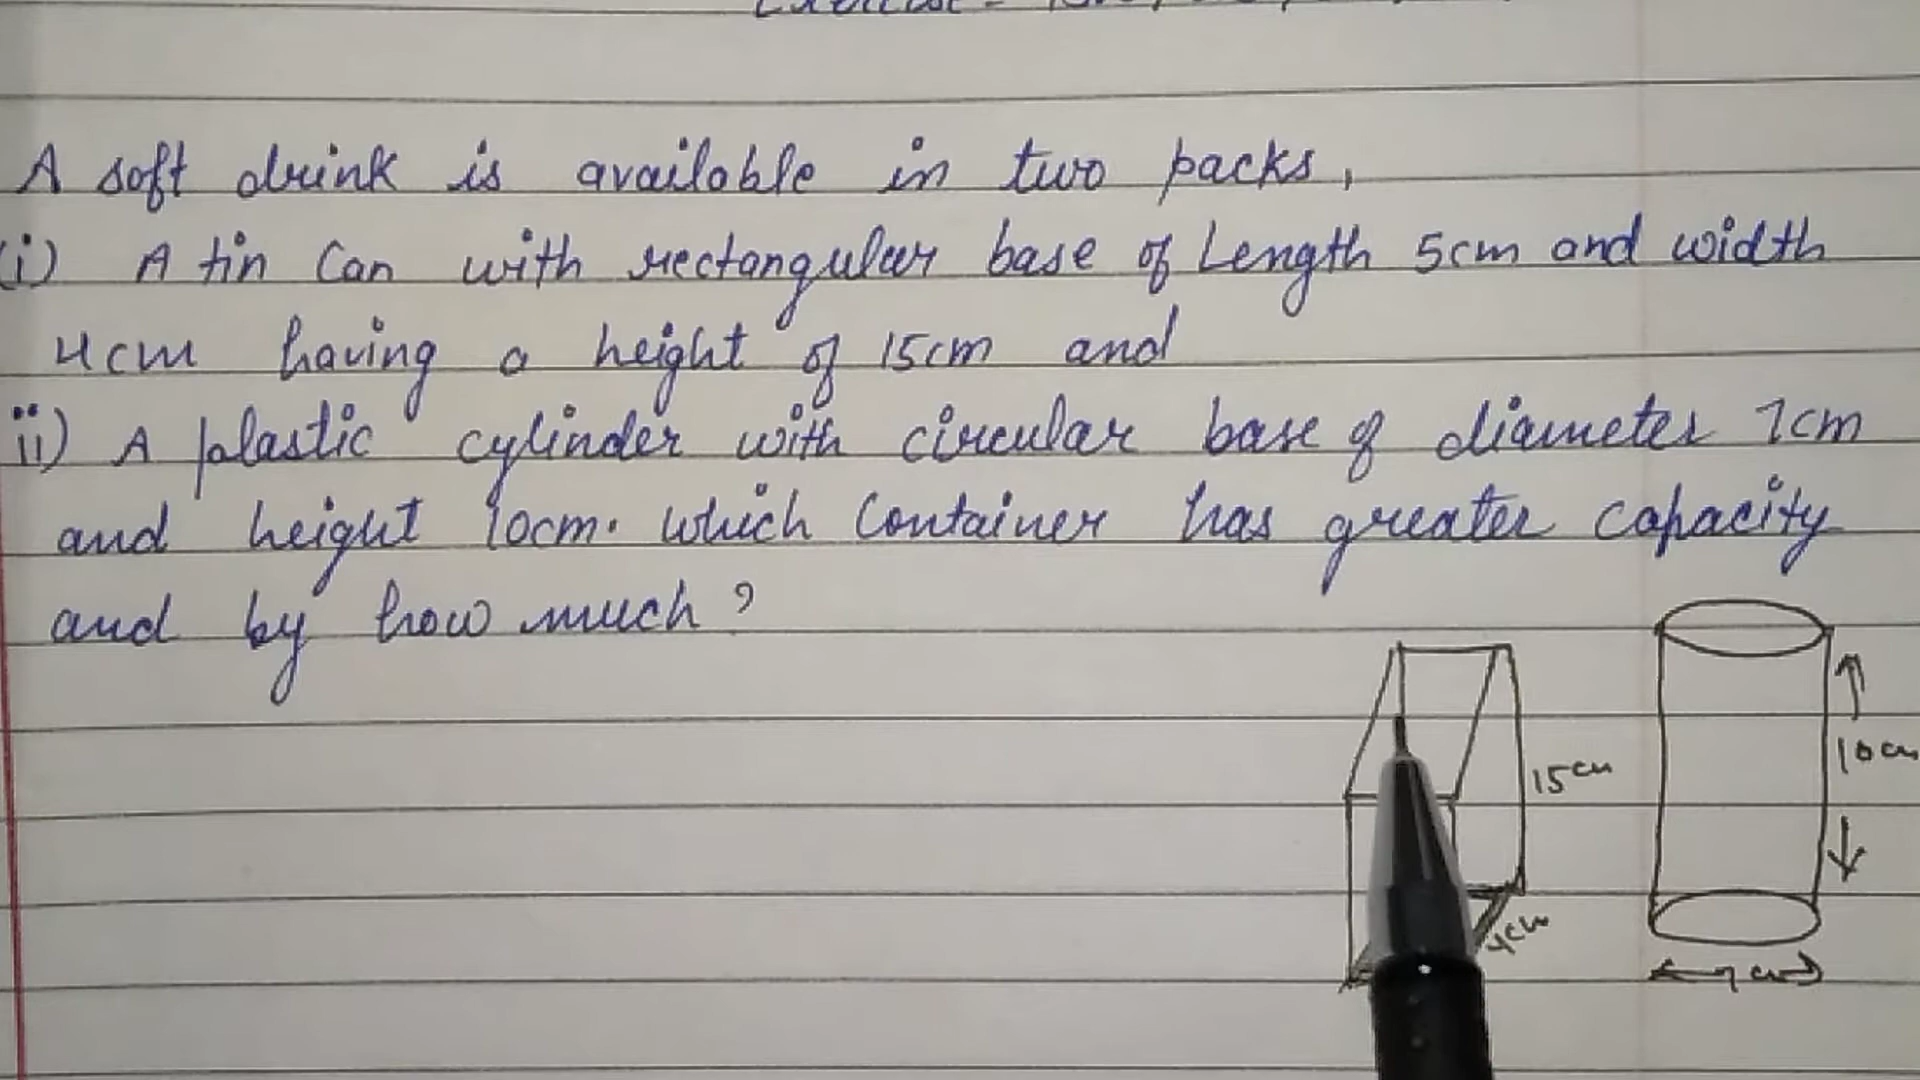 A soft drink is available in two packs,
(i) A tin Can with rectangular base of Length 5cm and width
4cm having a height of 15cm and
ii) A plastic cylinder with circular base of diameter 7cm
and height 10cm. which Container has greater capacity
and by how much?
15cm
10cm
4cm
7cm